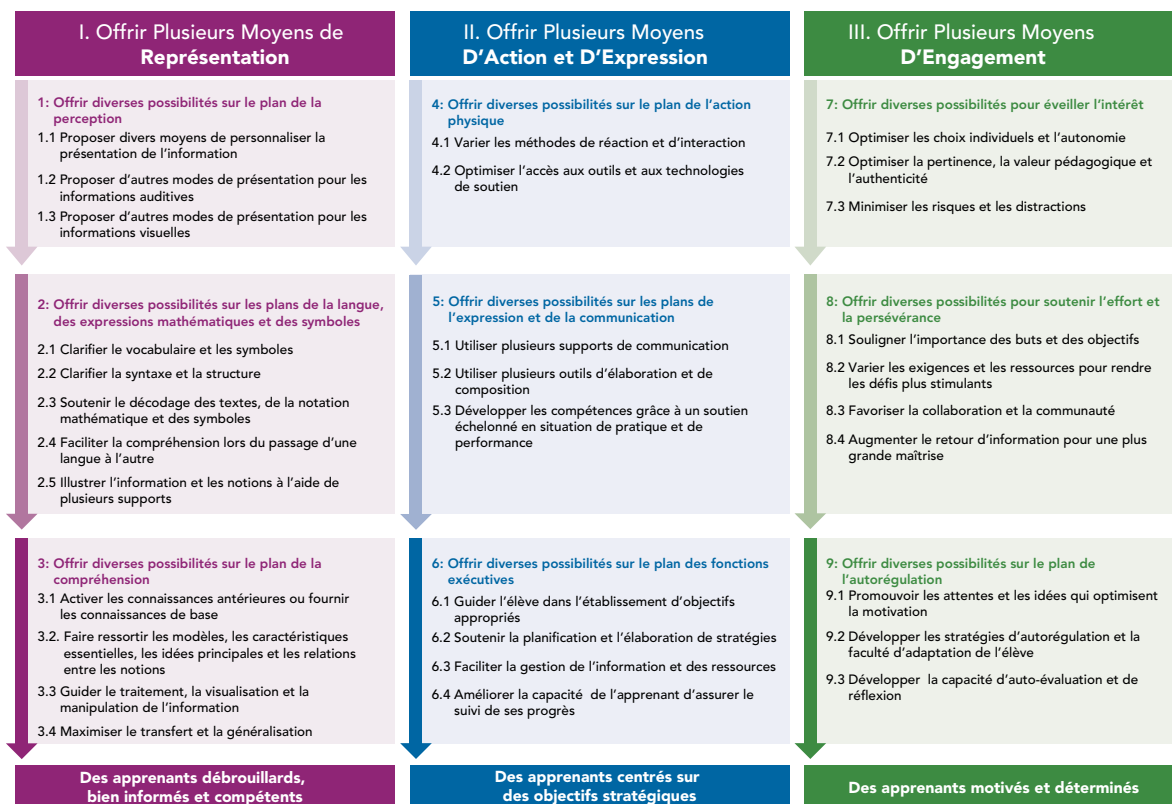 I. Offrir Plusieurs Moyens de
Représentation
1: Offrir diverses possibilités sur le plan de la
perception
1.1 Proposer divers moyens de personnaliser la
présentation de l'information
1.2 Proposer d'autres modes de présentation pour les
informations auditives
1.3 Proposer d'autres modes de présentation pour les
informations visuelles
2: Offrir diverses possibilités sur les plans de la langue,
des expressions mathématiques et des symboles
2.1 Clarifier le vocabulaire et les symboles
2.2 Clarifier la syntaxe et la structure
2.3 Soutenir le décodage des textes, de la notation
mathématique et des symboles
2.4 Faciliter la compréhension lors du passage d'une
langue à l'autre
2.5 Illustrer l'information et les notions à l'aide de
plusieurs supports
3: Offrir diverses possibilités sur le plan de la
compréhension
3.1 Activer les connaissances antérieures ou fournir
les connaissances de base
3.2. Faire ressortir les modèles, les caractéristiques
essentielles, les idées principales et les relations
entre les notions
3.3 Guider le traitement, la visualisation et la
manipulation de l'information
3.4 Maximiser le transfert et la généralisation
Des apprenants débrouillards,
bien informés et compétents
II. Offrir Plusieurs Moyens
D'Action et D'Expression
4: Offrir diverses possibilités sur le plan de l'action
physique
4.1 Varier les méthodes de réaction et d'interaction
4.2 Optimiser l'accès aux outils et aux technologies
de soutien
5: Offrir diverses possibilités sur les plans de
l'expression et de la communication
5.1 Utiliser plusieurs supports de communication
5.2 Utiliser plusieurs outils d'élaboration et de
composition
5.3 Développer les compétences grâce à un soutien
échelonné en situation de pratique et de
performance
6: Offrir diverses possibilités sur le plan des fonctions
exécutives
6.1 Guider l'élève dans l'établissement d'objectifs
appropriés
6.2 Soutenir la planification et l'élaboration de stratégies
6.3 Faciliter la gestion de l'information et des ressources
6.4 Améliorer la capacité de l'apprenant d'assurer le
suivi de ses progrès
Des apprenants centrés sur
des objectifs stratégiques
III. Offrir Plusieurs Moyens
D'Engagement
7: Offrir diverses possibilités pour éveiller l'intérêt
7.1 Optimiser les choix individuels et l'autonomie
7.2 Optimiser la pertinence, la valeur pédagogique et
l'authenticité
7.3 Minimiser les risques et les distractions
8: Offrir diverses possibilités pour soutenir l'effort et
la persévérance
8.1 Souligner l'importance des buts et des objectifs
8.2 Varier les exigences et les ressources pour rendre
les défis plus stimulants
8.3 Favoriser la collaboration et la communauté
8.4 Augmenter le retour d'information pour une plus
grande maîtrise
9: Offrir diverses possibilités sur le plan de
l'autorégulation
9.1 Promouvoir les attentes et les idées qui optimisent
la motivation
9.2 Développer les stratégies d'autorégulation et la
faculté d'adaptation de l'élève
9.3 Développer la capacité d'auto-évaluation et de
réflexion
Des apprenants motivés et déterminés